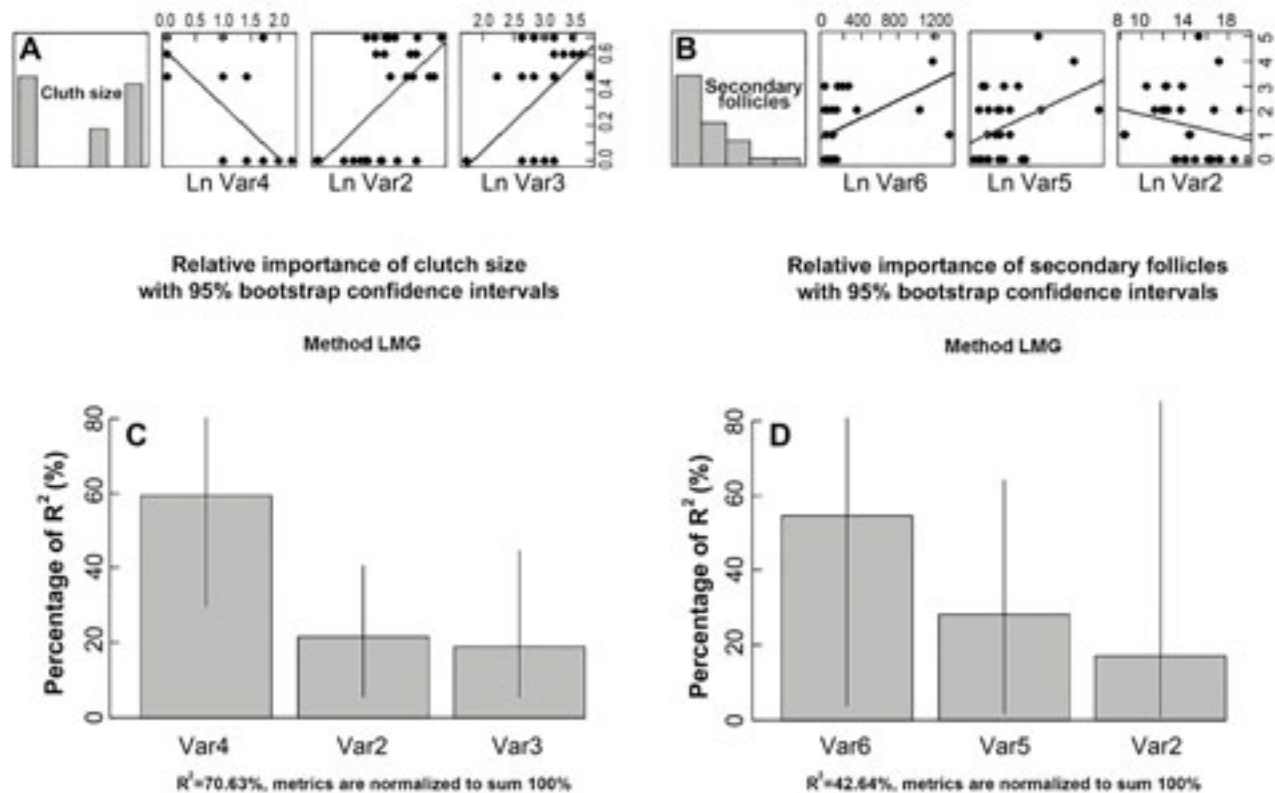 0.0 0.5 1.0 1.5 2.0
2.0 2.5 3.0 3.5
A
Cluth size
0.0 0.2 0.4 0.6
Ln Var4
Ln Var2
Ln Var3
0 400 800 1200
8 10 14 18
B
Secondary
follicles
0 1 2 3 4 5
Ln Var6
Ln Var5
Ln Var2
Relative importance of clutch size
with 95% bootstrap confidence intervals
Method LMG
Relative importance of secondary follicles
with 95% bootstrap confidence intervals
Method LMG
C
Percentage of R² (%)
0 20 40 60 80
Var4
Var2
Var3
R²=70.63%, metrics are normalized to sum 100%
D
Percentage of R² (%)
0 20 40 60 80
Var6
Var5
Var2
R²=42.64%, metrics are normalized to sum 100%